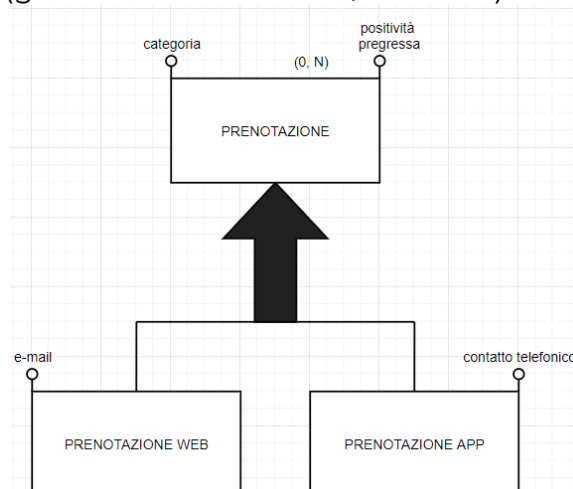 positività
categoria
pregressa
(0, N)
PRENOTAZIONE
e-mail
contatto telefonico
PRENOTAZIONE WEB
PRENOTAZIONE APP